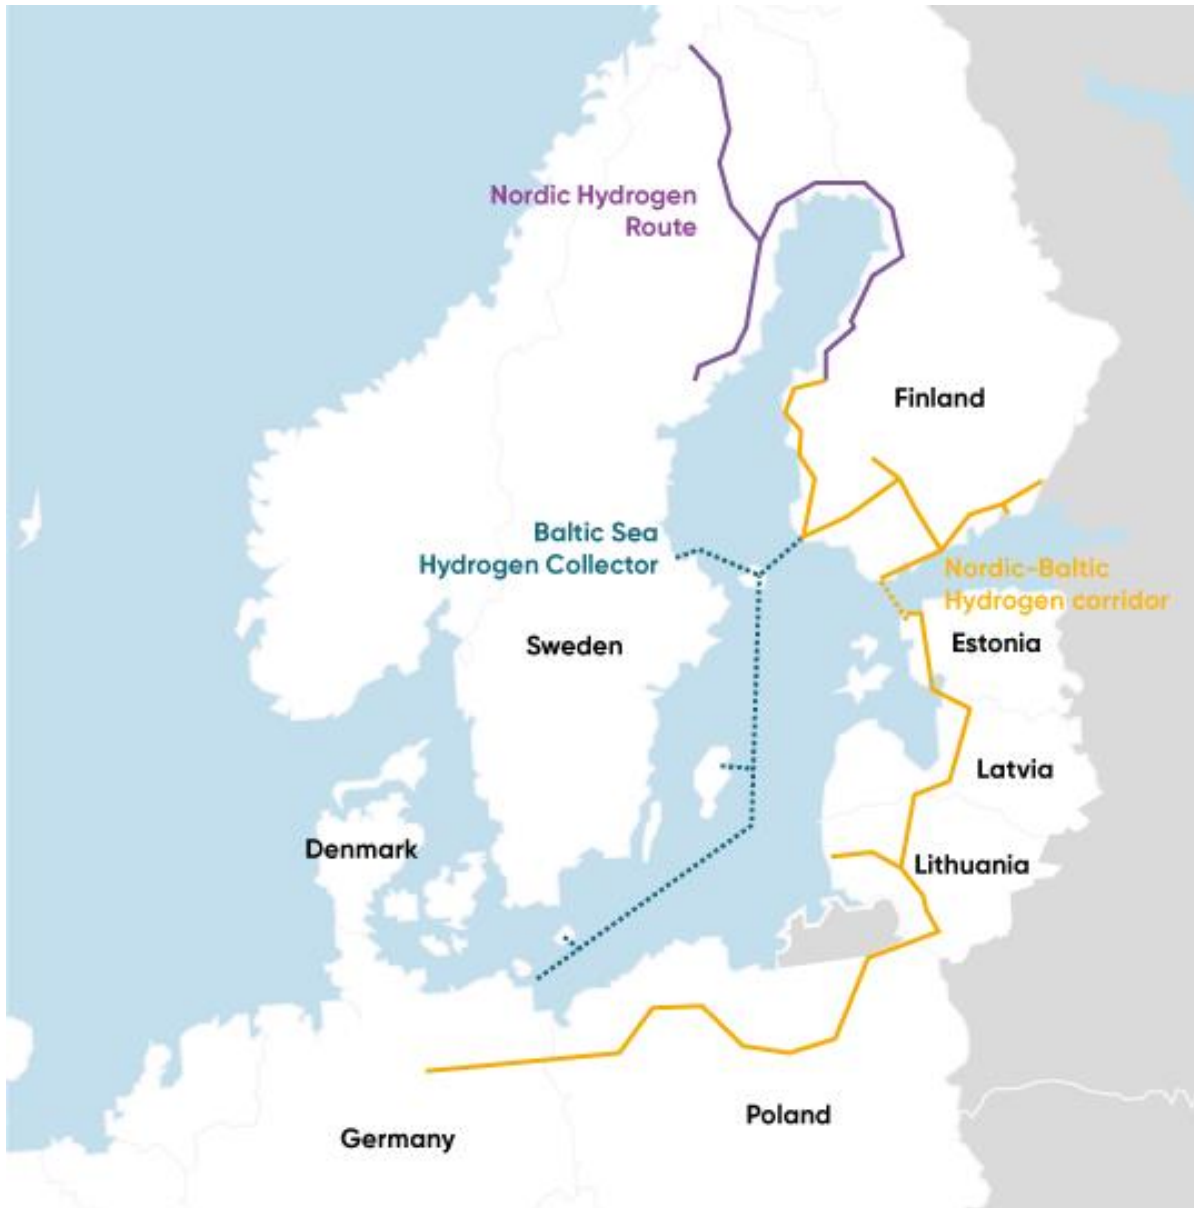 Nordic Hydrogen
Route
Finland
Baltic Sea
Hydrogen Collector
Nordic-Baltic
Hydrogen corridor
Sweden
Estonia
Latvia
Denmark
Lithuania
Poland
Germany